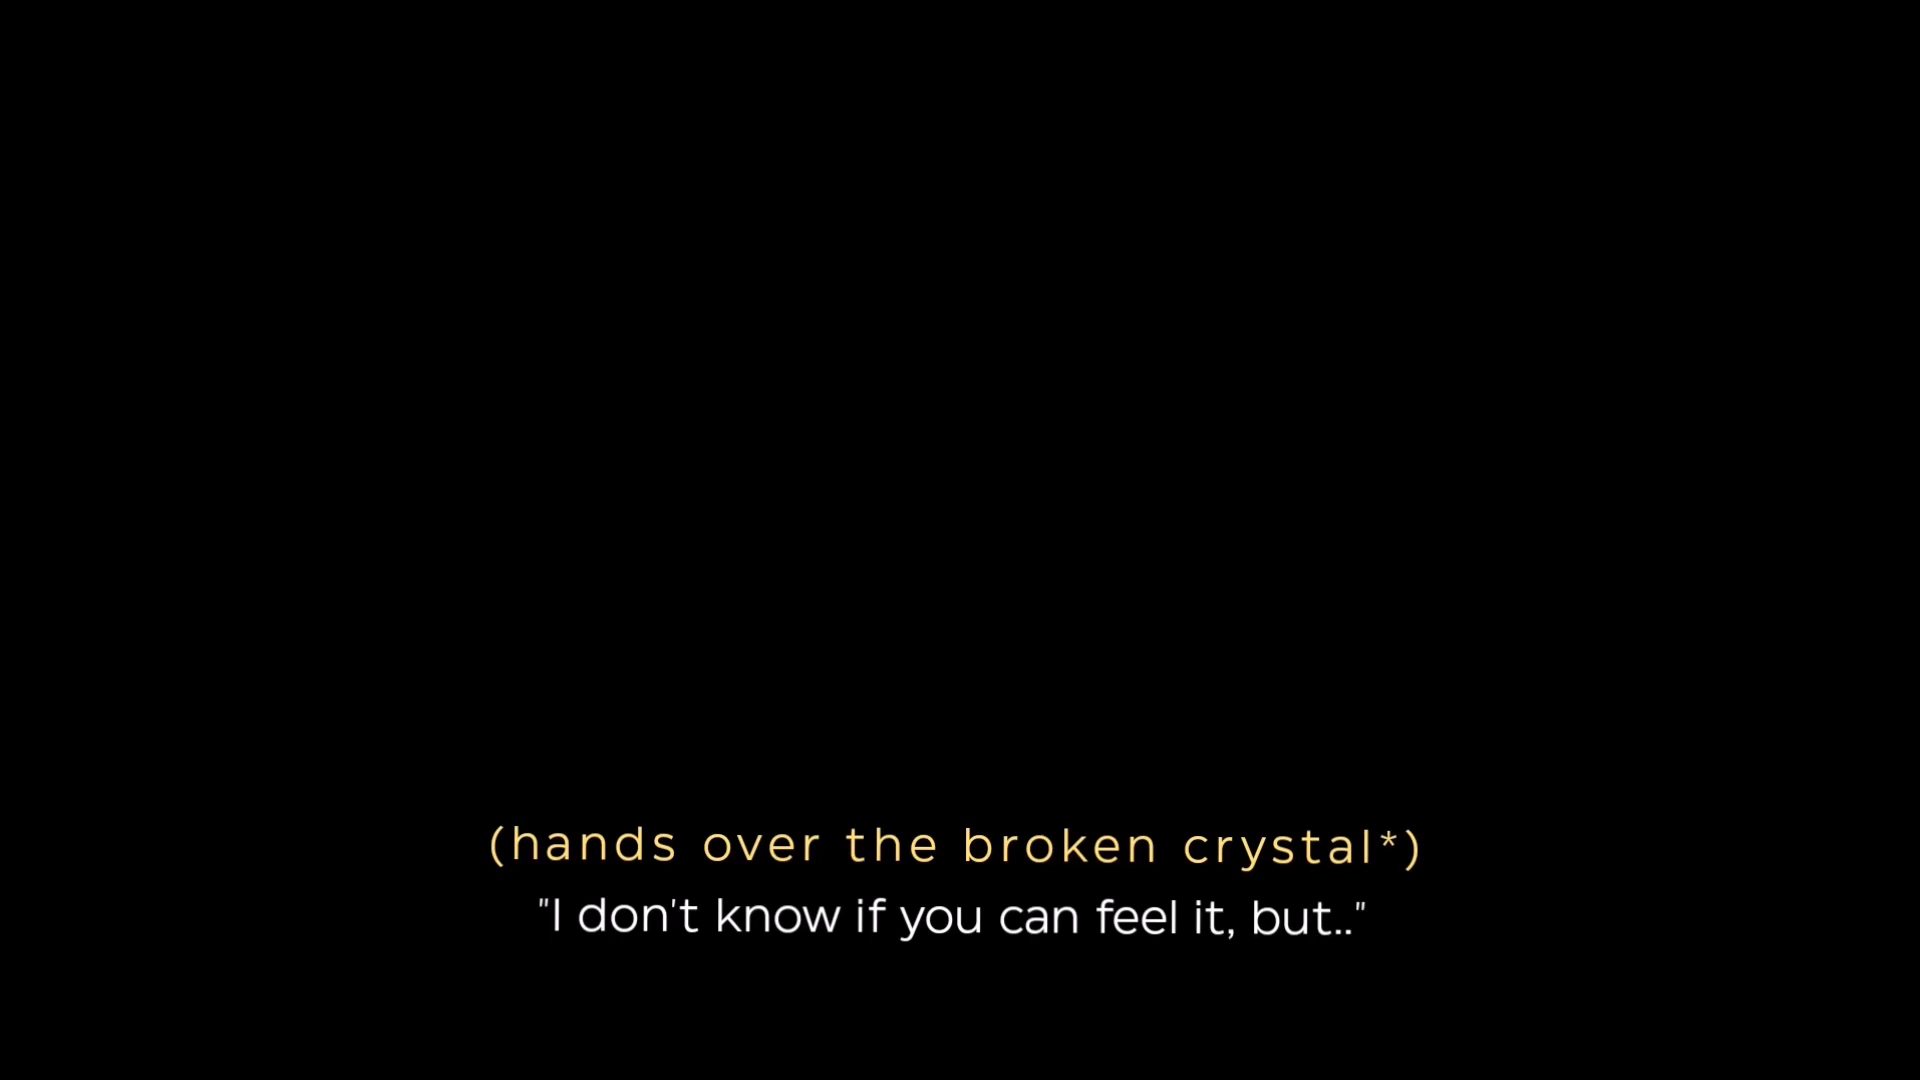 (hands over the broken crystal*)
"I don't know if you can feel it, but.."